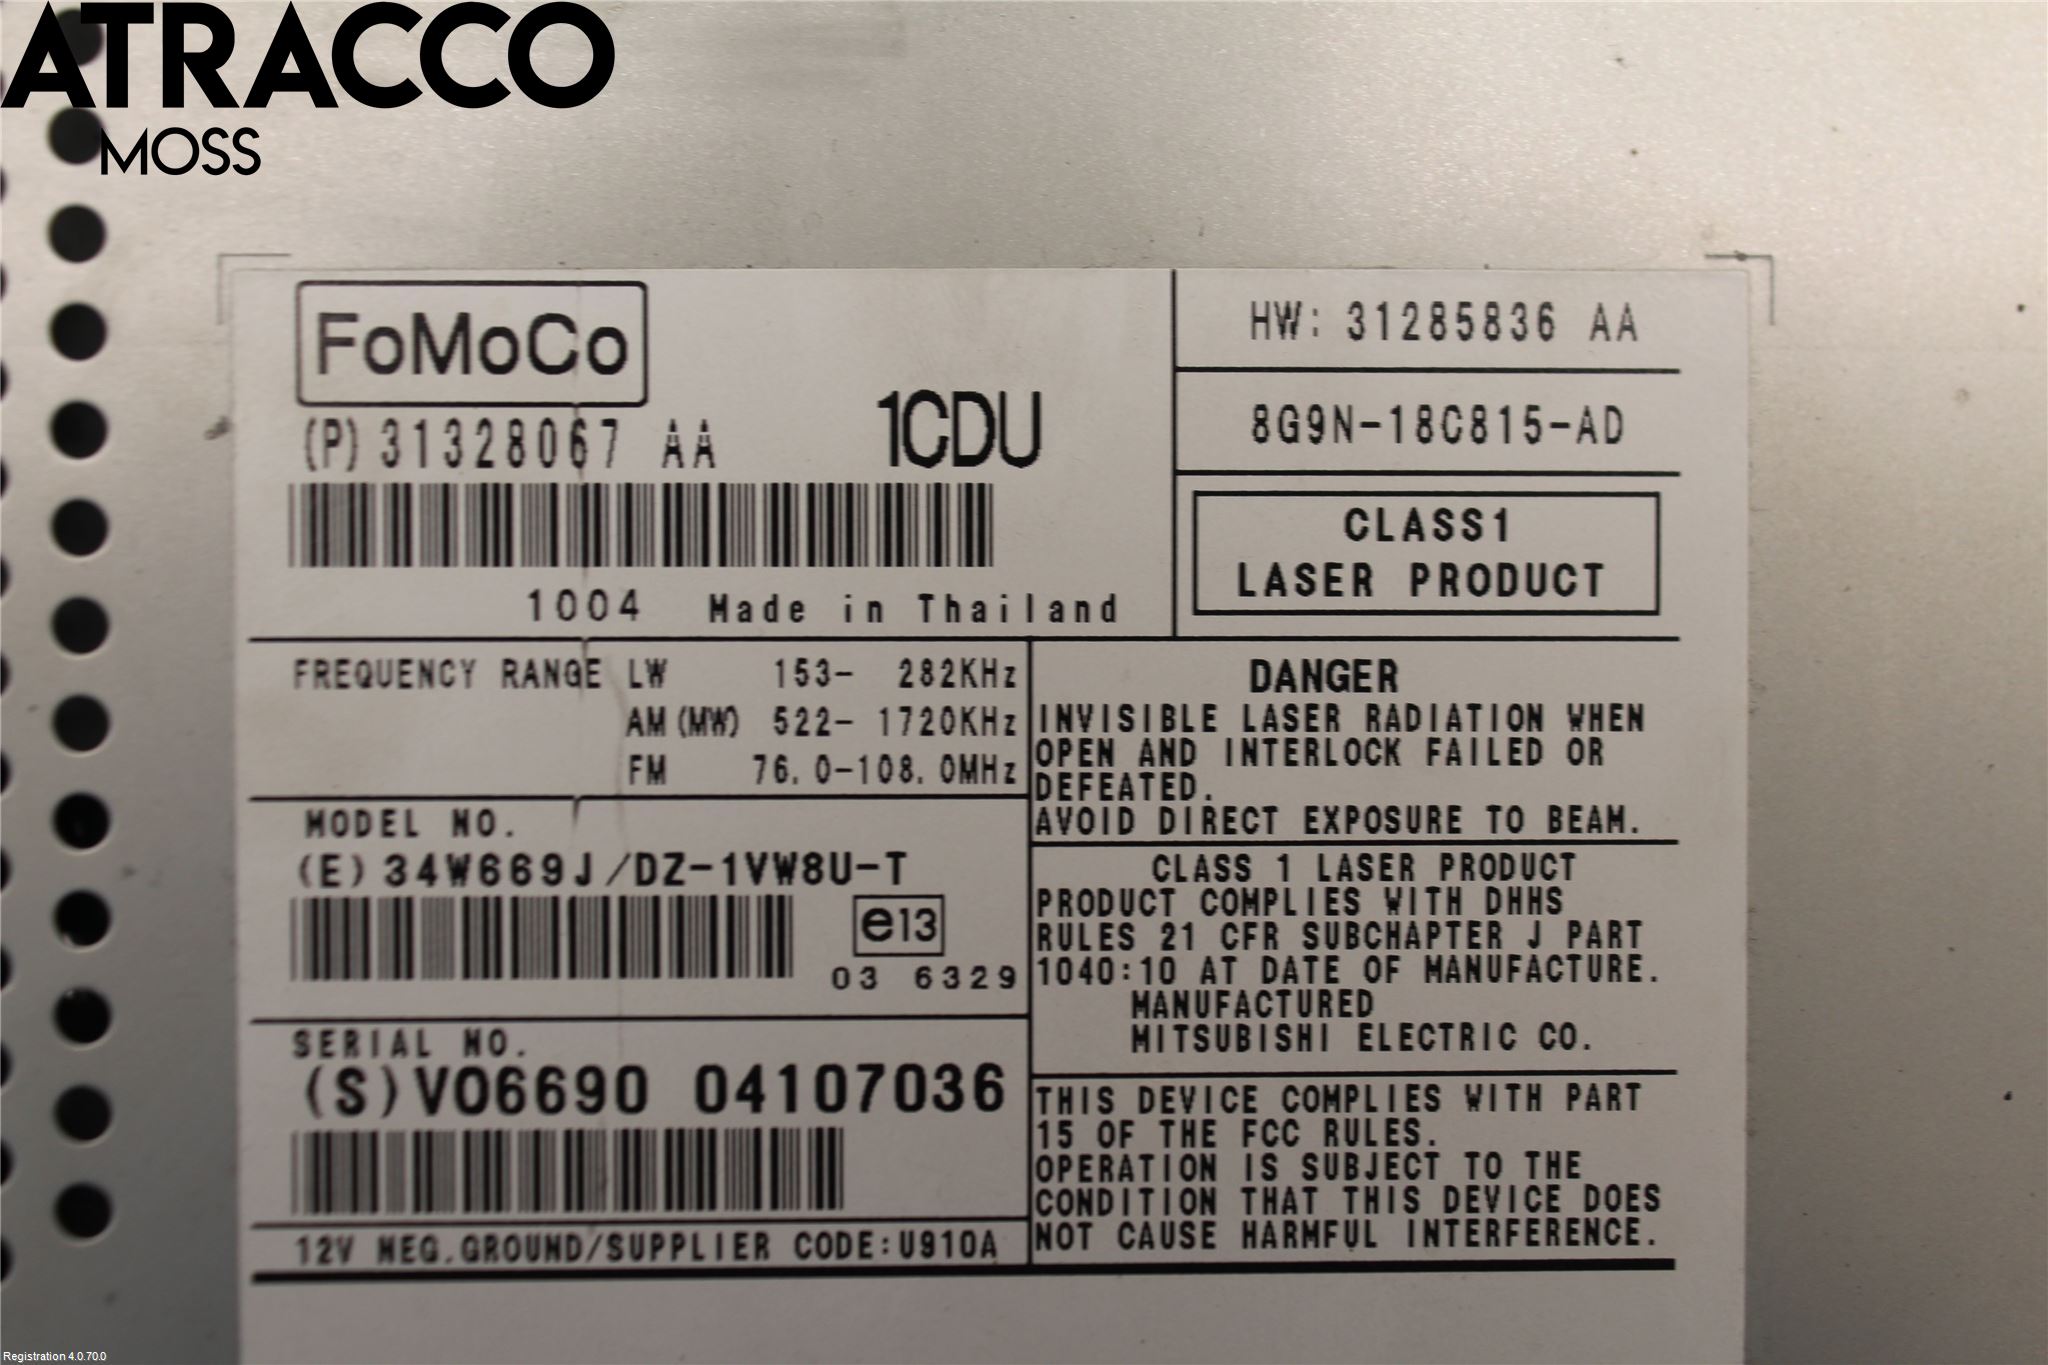 ATRACCO
MOSS
FoMoCo
(P) 31328067 AA
1CDU
1004 Made in Thailand
HW: 31285836 AA
8G9N-18C815-AD
CLASS1
LASER PRODUCT
FREQUENCY RANGE LW 153- 282KHz
AM (MW) 522- 1720KHz
FM 76.0-108.0MHz
MODEL NO.
(E) 34W669J/DZ-1VW8U-T
e13
03 6329
SERIAL NO.
(S) VO6690 04107036
12V NEG.GROUND/SUPPLIER CODE:U910A
DANGER
INVISIBLE LASER RADIATION WHEN
OPEN AND INTERLOCK FAILED OR
DEFEATED.
AVOID DIRECT EXPOSURE TO BEAM.
CLASS 1 LASER PRODUCT
PRODUCT COMPLIES WITH DHHS
RULES 21 CFR SUBCHAPTER J PART
1040:10 AT DATE OF MANUFACTURE.
MANUFACTURED
MITSUBISHI ELECTRIC CO.
THIS DEVICE COMPLIES WITH PART
15 OF THE FCC RULES.
OPERATION IS SUBJECT TO THE
CONDITION THAT THIS DEVICE DOES
NOT CAUSE HARMFUL INTERFERENCE.
Registration 4.0.70.0